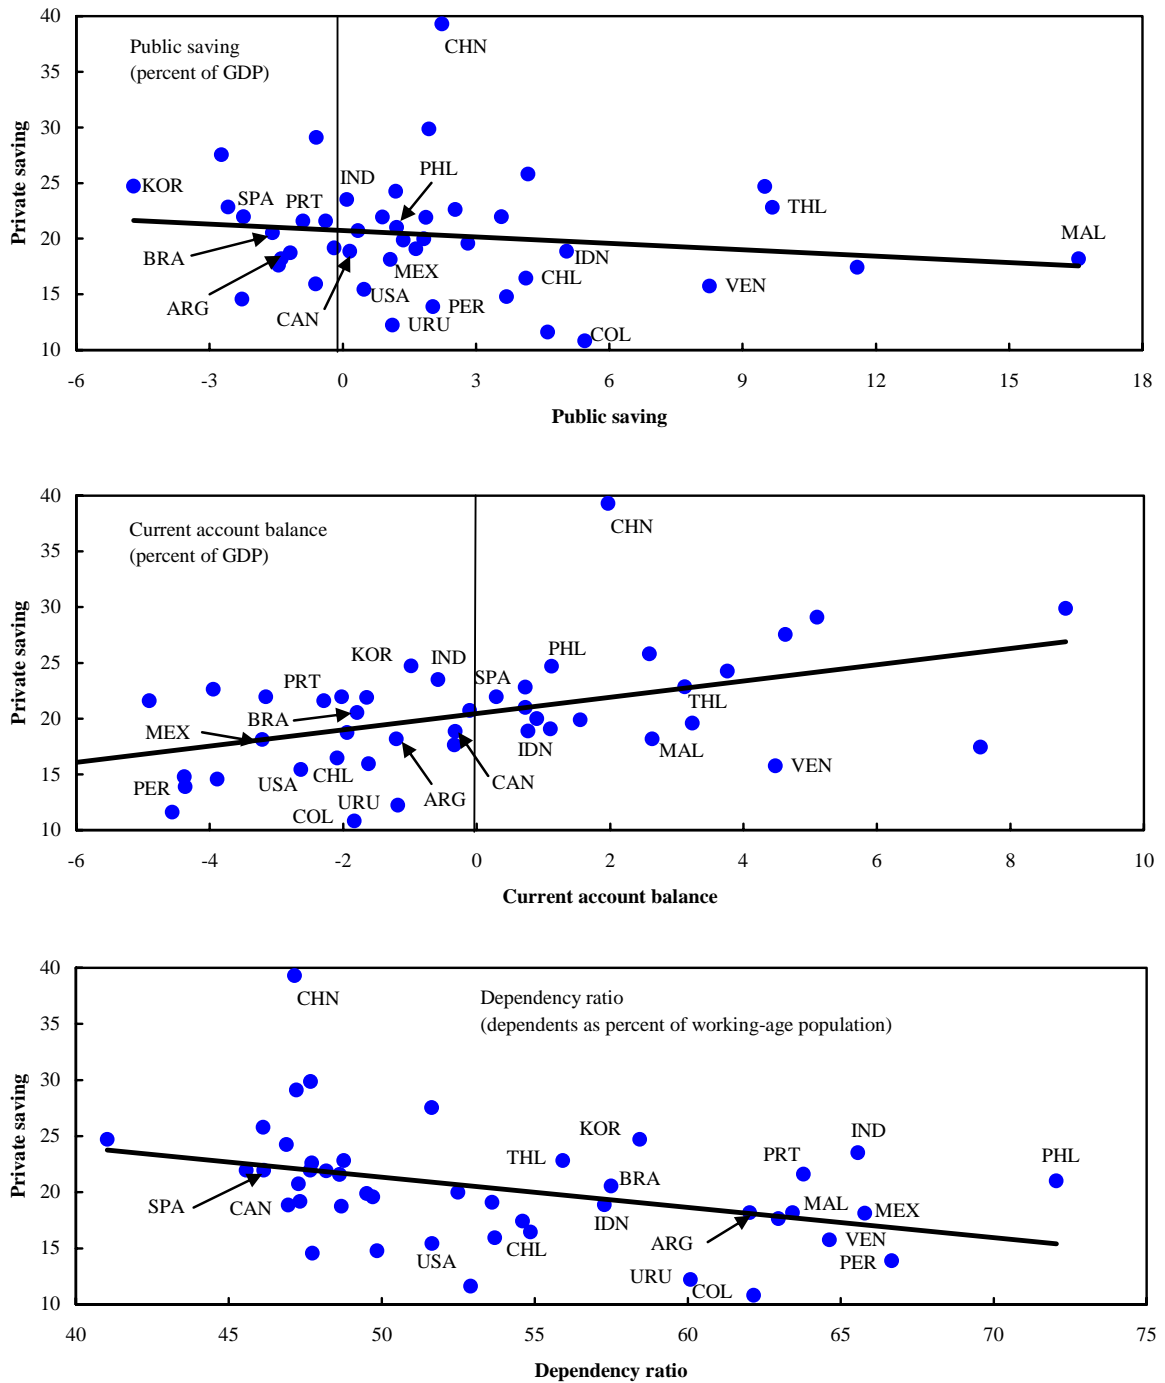 40
Public saving
(percent of GDP)
CHN
35
30
PHL
25
KOR
IND
SPA
PRT
THL
20
BRA
MAL
IDN
MEX
CHL
VEN
15
ARG
CAN
USA
PER
URU
COL
10
-6
-3
0
3
6
9
12
15
18
Private saving
Public saving
40
Current account balance
(percent of GDP)
CHN
35
30
25
KOR
IND
PHL
PRT
SPA
THL
20
BRA
MEX
IDN
MAL
VEN
15
PER
USA
CHL
CAN
URU
ARG
COL
10
-6
-4
-2
0
2
4
6
8
10
Private saving
Current account balance
40
CHN
Dependency ratio
(dependents as percent of working-age population)
35
30
25
KOR
IND
THL
PRT
PHL
20
BRA
SPA
CAN
IDN
MAL
MEX
15
USA
CHL
ARG
VEN
PER
URU
COL
10
40
45
50
55
60
65
70
75
Private saving
Dependency ratio